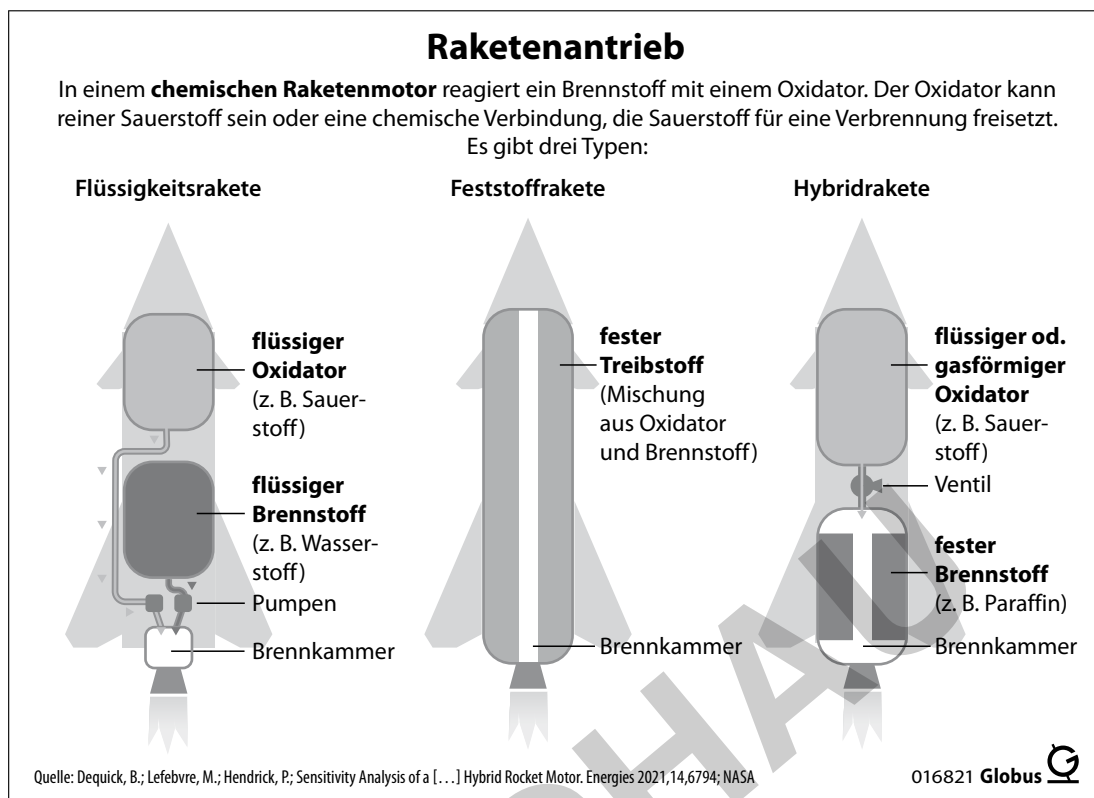 Raketenantrieb
In einem chemischen Raketenmotor reagiert ein Brennstoff mit einem Oxidator. Der Oxidator kann
reiner Sauerstoff sein oder eine chemische Verbindung, die Sauerstoff für eine Verbrennung freisetzt.
Es gibt drei Typen:
Flüssigkeitsrakete
flüssiger
Oxidator
(z. B. Sauer-
stoff)
flüssiger
Brennstoff
(z. B. Wasser-
stoff)
Pumpen
Brennkammer
Feststoffrakete
fester
Treibstoff
(Mischung
aus Oxidator
und Brennstoff)
Brennkammer
Hybridrakete
flüssiger od.
gasförmiger
Oxidator
(z. B. Sauer-
stoff)
Ventil
fester
Brennstoff
(z. B. Paraffin)
Brennkammer
Quelle: Dequick, B.; Lefebvre, M.; Hendrick, P.; Sensitivity Analysis of a [...] Hybrid Rocket Motor. Energies 2021,14,6794; NASA
016821 Globus